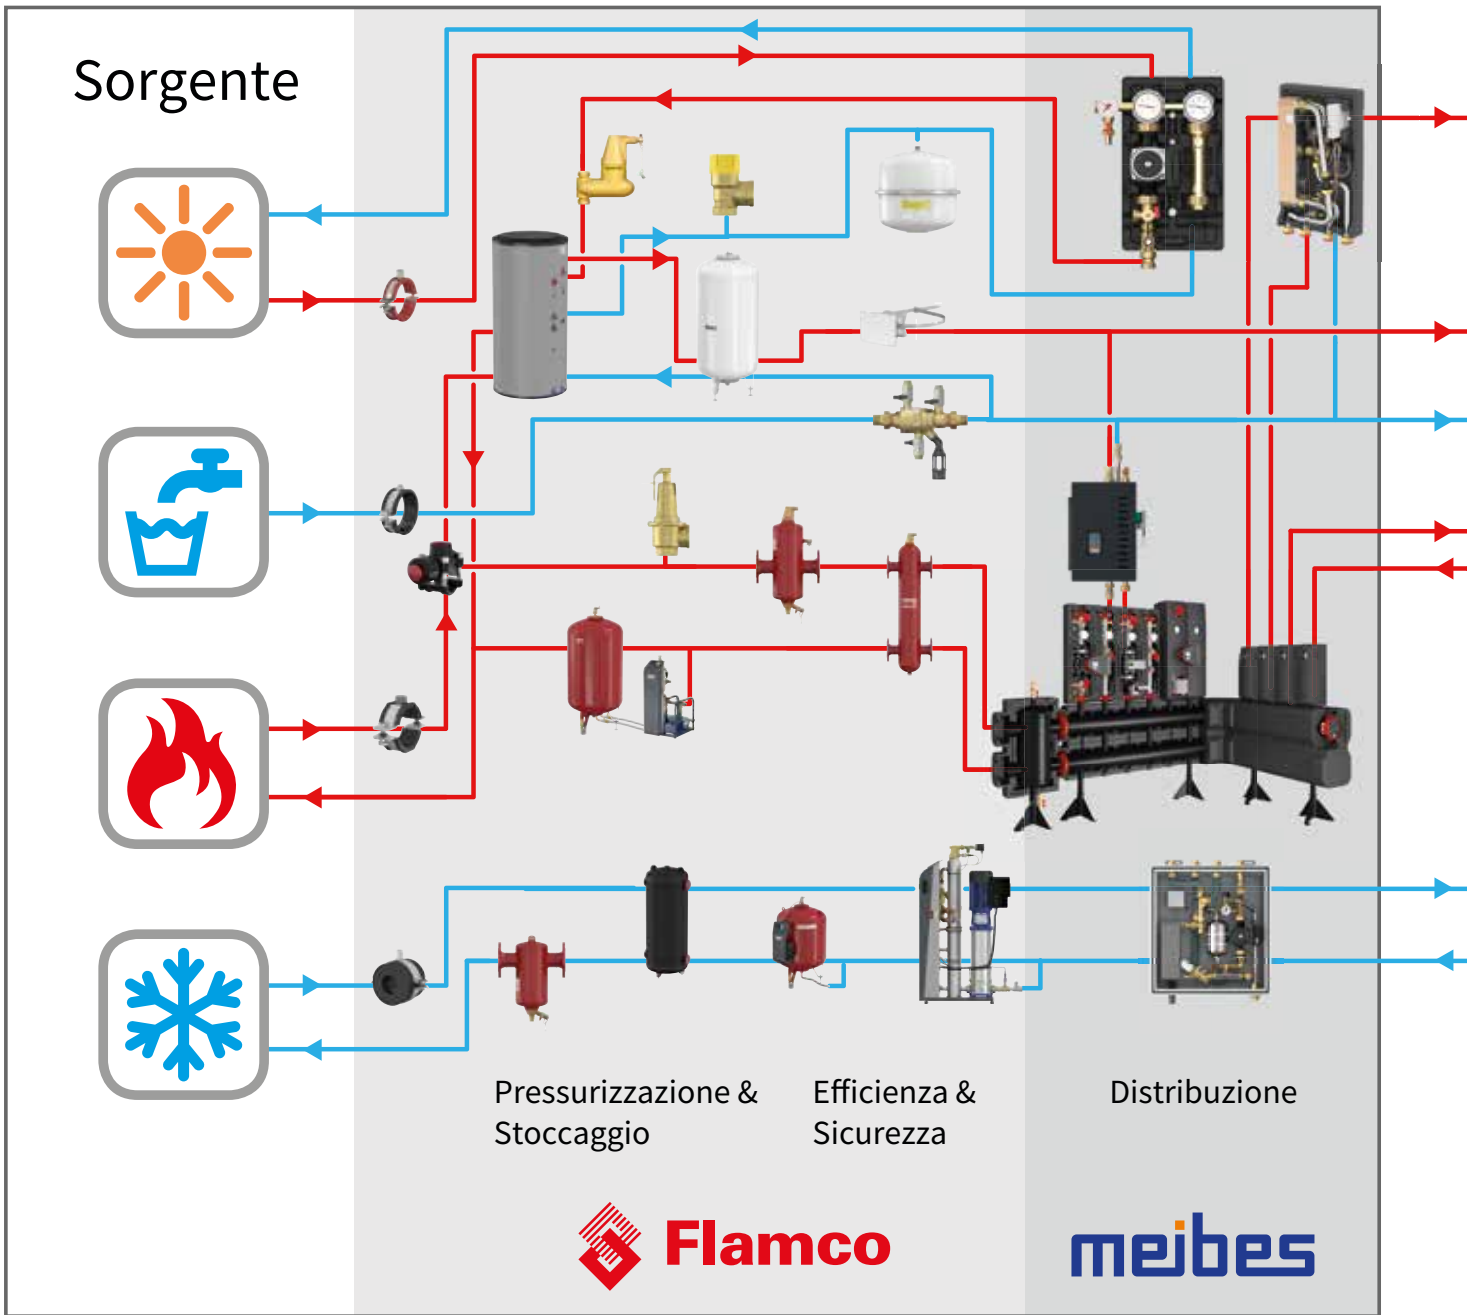 Sorgente
Pressurizzazione &
Stoccaggio
Efficienza &
Sicurezza
Distribuzione
Flamco
meibes